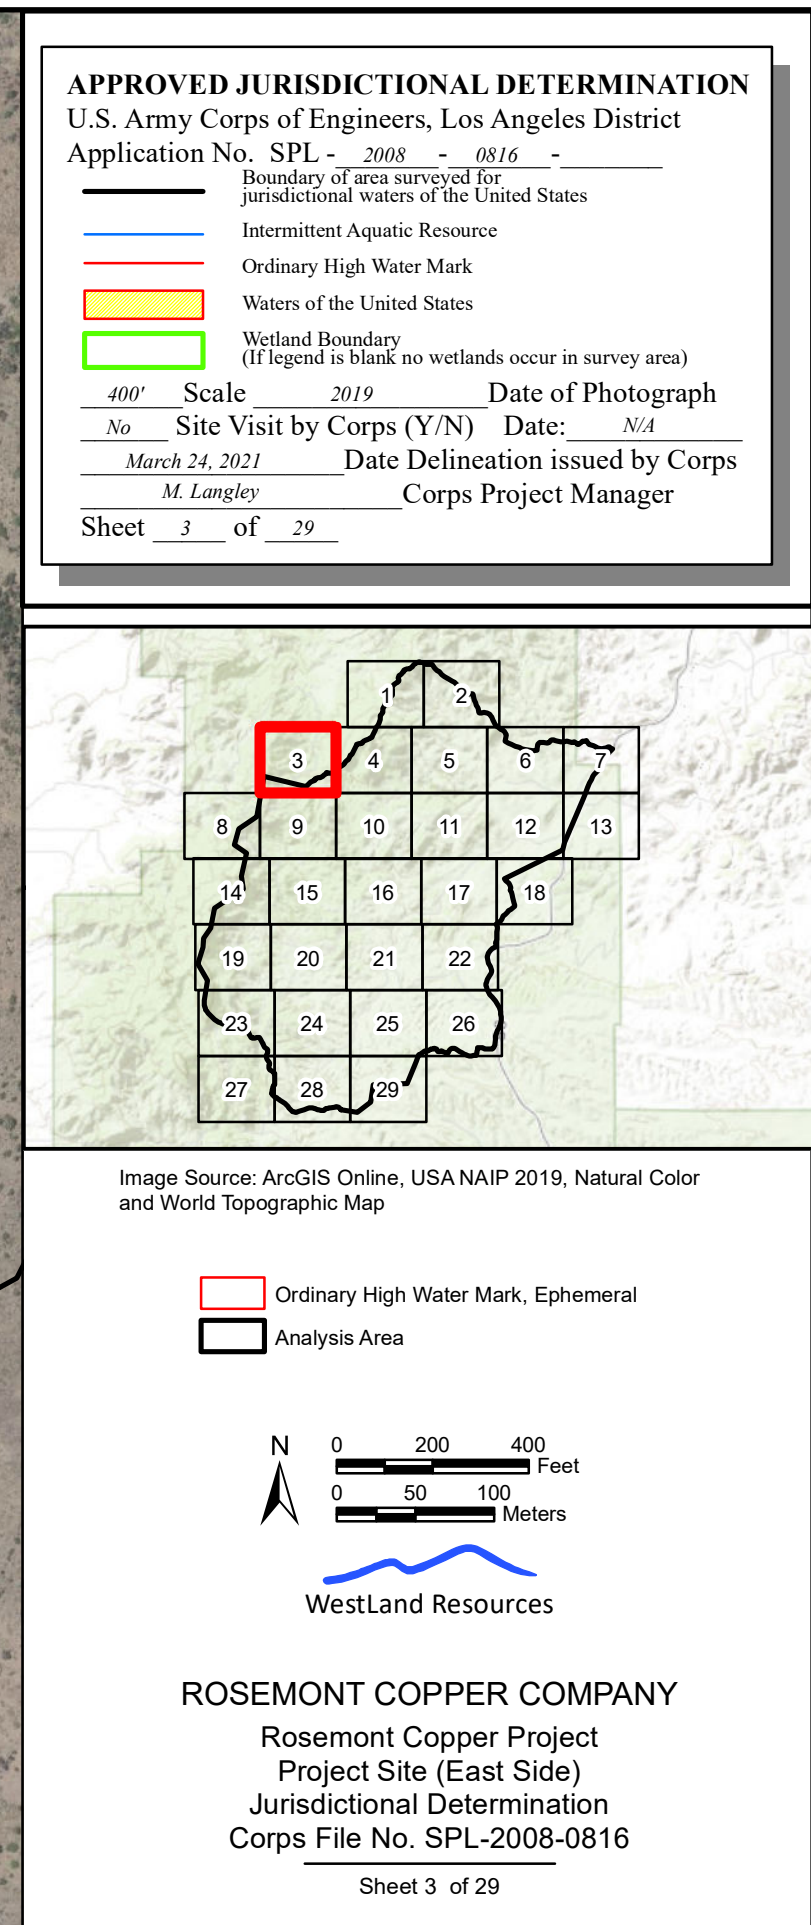 APPROVED JURISDICTIONAL DETERMINATION
U.S. Army Corps of Engineers, Los Angeles District
Application No. SPL - 2008 - 0816 -
Boundary of area surveyed for
jurisdictional waters of the United States
Intermittent Aquatic Resource
Ordinary High Water Mark
Waters of the United States
Wetland Boundary
(If legend is blank no wetlands occur in survey area)
400' Scale 2019 Date of Photograph
No Site Visit by Corps (Y/N) Date: N/A
March 24, 2021 Date Delineation issued by Corps
M. Langley Corps Project Manager
Sheet 3 of 29
1 2
3 4 5 6 7
8 9 10 11 12 13
14 15 16 17 18
19 20 21 22
23 24 25 26
27 28 29
Image Source: ArcGIS Online, USA NAIP 2019, Natural Color
and World Topographic Map
Ordinary High Water Mark, Ephemeral
Analysis Area
N
0 200 400
Feet
0 50 100
Meters
WestLand Resources
ROSEMONT COPPER COMPANY
Rosemont Copper Project
Project Site (East Side)
Jurisdictional Determination
Corps File No. SPL-2008-0816
Sheet 3 of 29